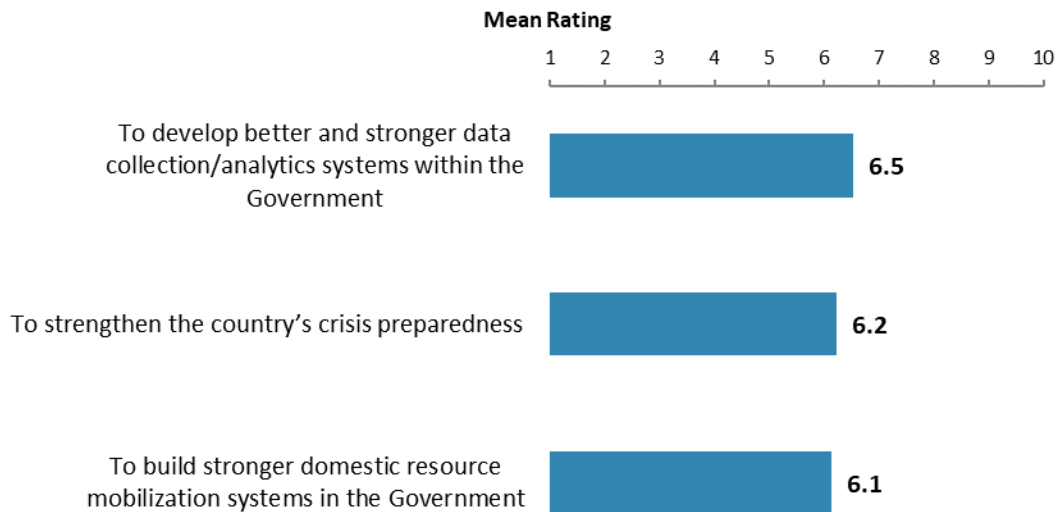 Mean Rating
1 2 3 4 5 6 7 8 9 10
To develop better and stronger data
collection/analytics systems within the
Government
6.5
To strengthen the country’s crisis preparedness
6.2
To build stronger domestic resource
mobilization systems in the Government
6.1